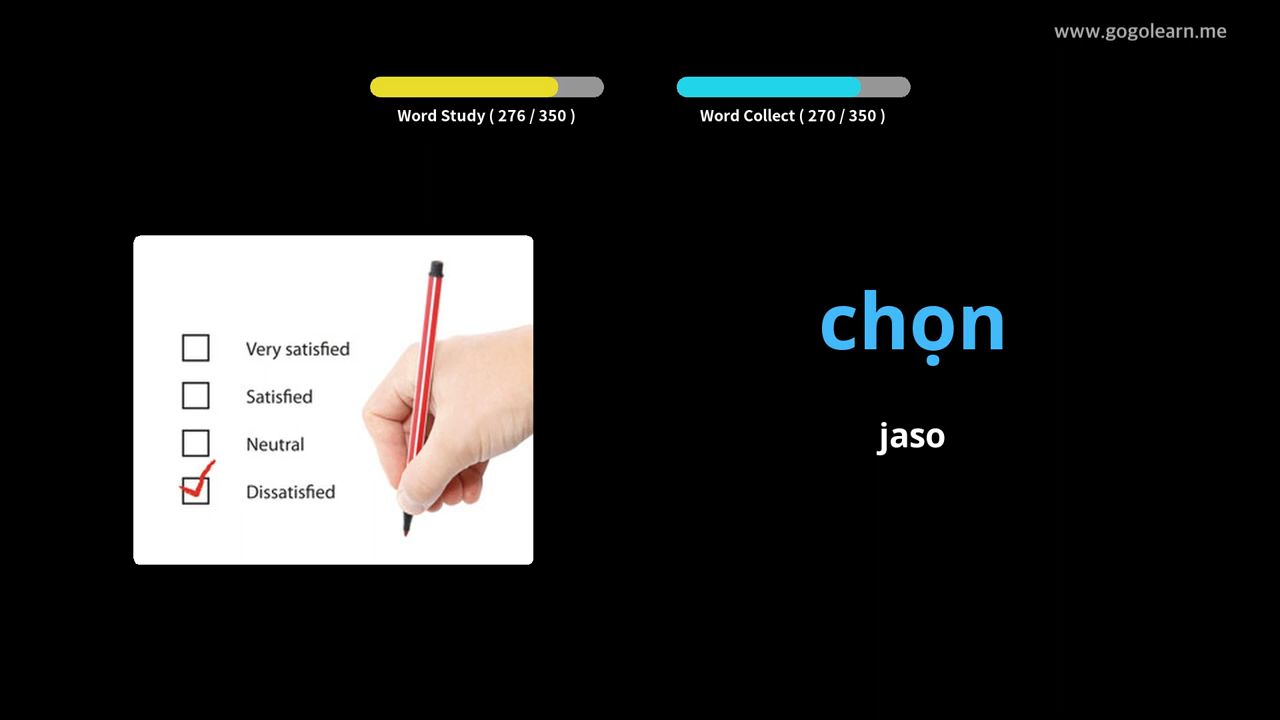 www.gogolearn.me
Word Study ( 276 / 350 )
Word Collect ( 270 / 350 )
Very satisfied
Satisfied
Neutral
Dissatisfied
chọn
jaso